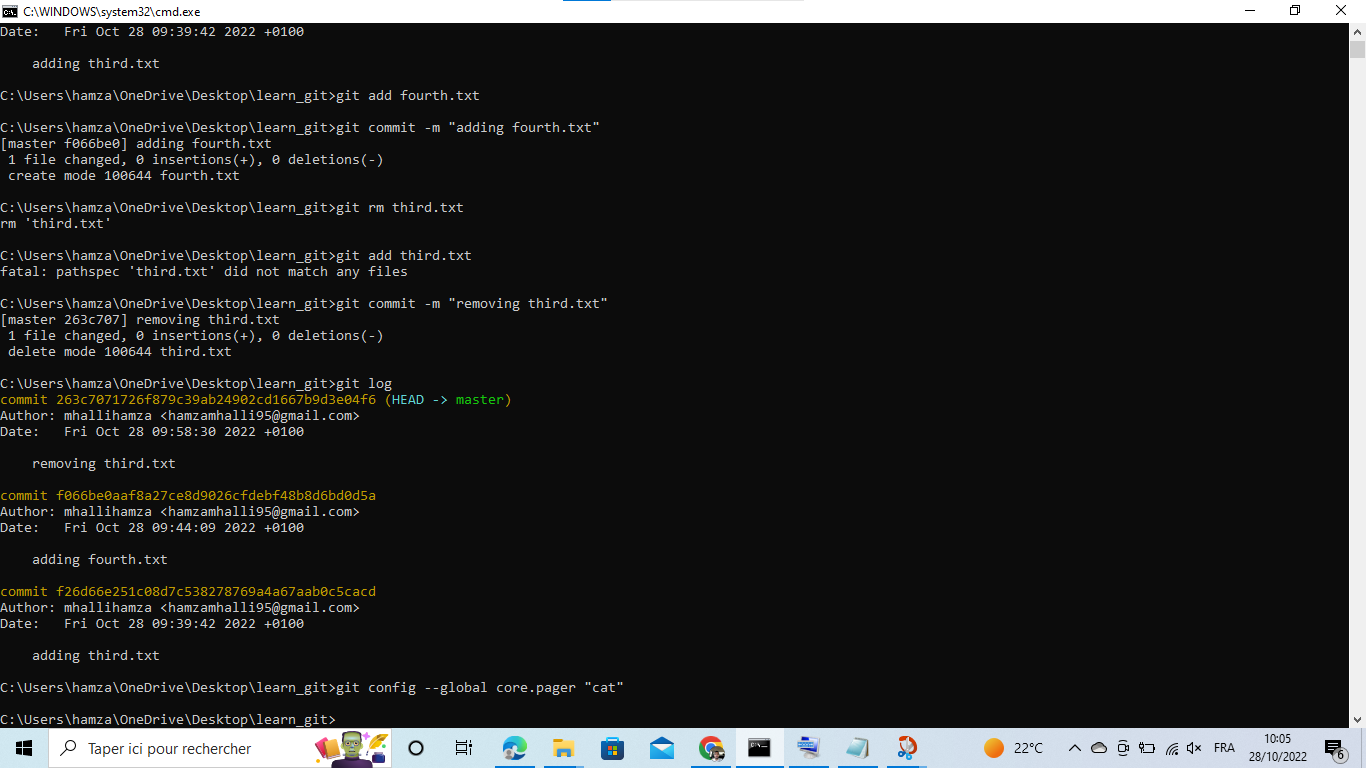 C:\WINDOWS\system32\cmd.exe
Date:   Fri Oct 28 09:39:42 2022 +0100
    adding third.txt
C:\Users\hamza\OneDrive\Desktop\learn_git>git add fourth.txt
C:\Users\hamza\OneDrive\Desktop\learn_git>git commit -m "adding fourth.txt"
[master f066be0] adding fourth.txt
 1 file changed, 0 insertions(+), 0 deletions(-)
 create mode 100644 fourth.txt
C:\Users\hamza\OneDrive\Desktop\learn_git>git rm third.txt
rm 'third.txt'
C:\Users\hamza\OneDrive\Desktop\learn_git>git add third.txt
fatal: pathspec 'third.txt' did not match any files
C:\Users\hamza\OneDrive\Desktop\learn_git>git commit -m "removing third.txt"
[master 263c707] removing third.txt
 1 file changed, 0 insertions(+), 0 deletions(-)
 delete mode 100644 third.txt
C:\Users\hamza\OneDrive\Desktop\learn_git>git log
commit 263c7071726f879c39ab24902cd1667b9d3e04f6 (HEAD -> master)
Author: mhallihamza <hamzamhalli95@gmail.com>
Date:   Fri Oct 28 09:58:30 2022 +0100
    removing third.txt
commit f066be0aaf8a27ce8d9026cfdebf48b8d6bd0d5a
Author: mhallihamza <hamzamhalli95@gmail.com>
Date:   Fri Oct 28 09:44:09 2022 +0100
    adding fourth.txt
commit f26d66e251c08d7c538278769a4a67aab0c5cacd
Author: mhallihamza <hamzamhalli95@gmail.com>
Date:   Fri Oct 28 09:39:42 2022 +0100
    adding third.txt
C:\Users\hamza\OneDrive\Desktop\learn_git>git config --global core.pager "cat"
C:\Users\hamza\OneDrive\Desktop\learn_git>
Taper ici pour rechercher
22°C
FRA
10:05
28/10/2022
6